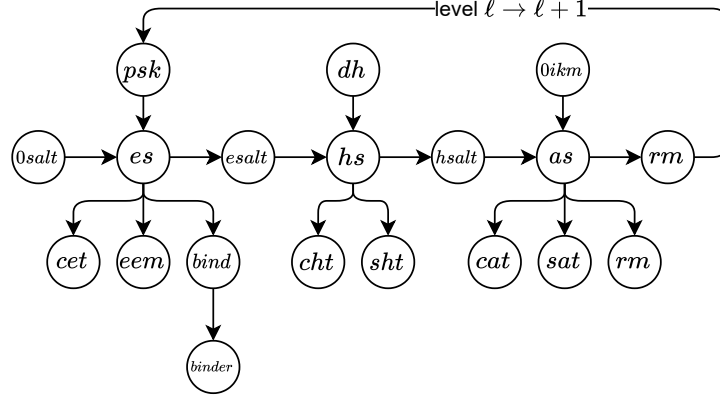 level ℓ → ℓ + 1
psk
dh
0ikm
0salt
es
esalt
hs
hsalt
as
rm
cet
eem
bind
cht
sht
cat
sat
rm
binder